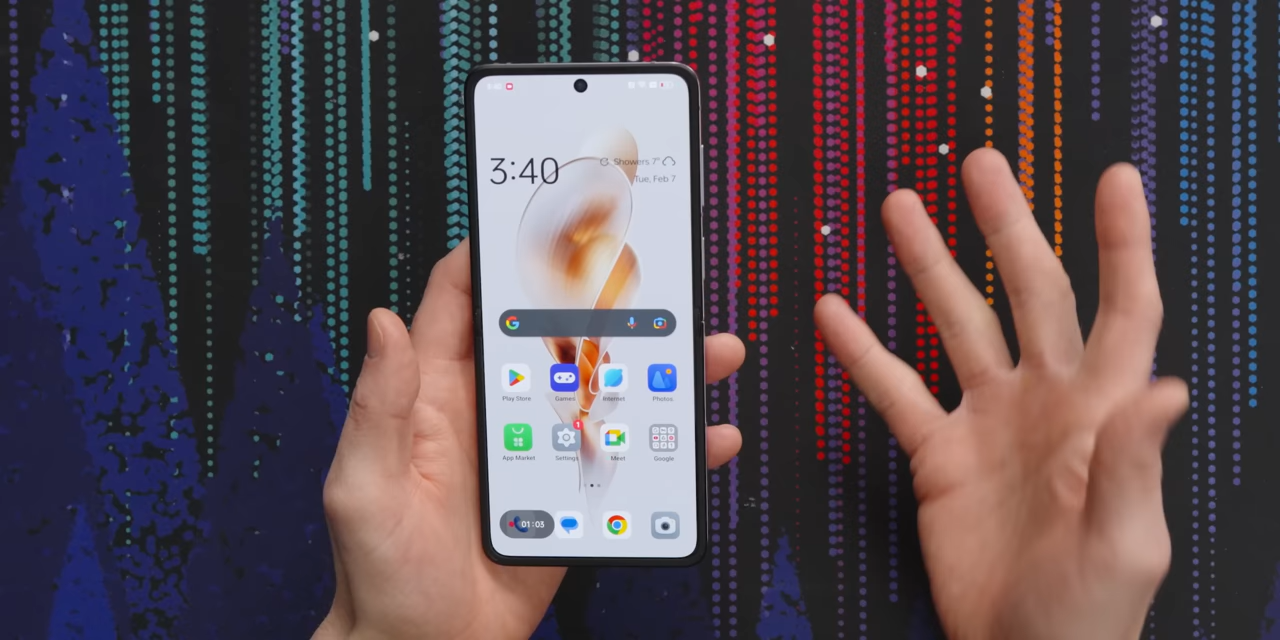 3:40
Showers 7°
Tue, Feb 7
Play Store
Games
Internet
Photos
App Market
Settings
1
Meet
Google
01:03